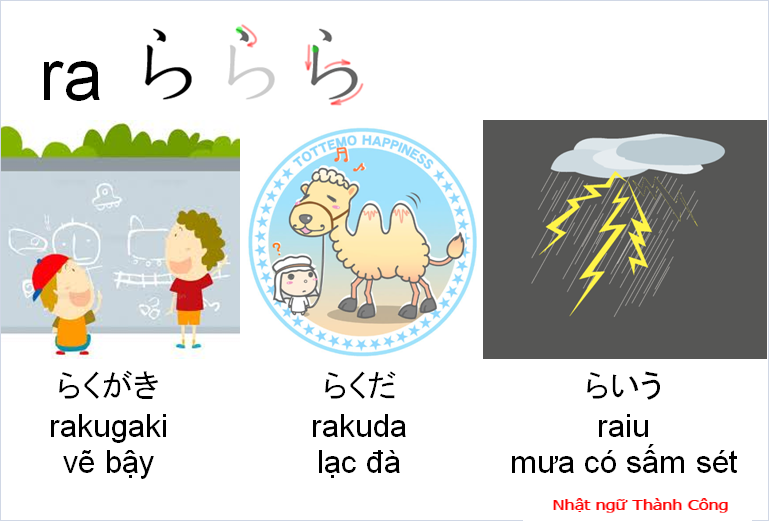 ra ら ら ら
TOTTEMO HAPPINESS
?
らくがき
rakugaki
vẽ bậy
らくだ
rakuda
lạc đà
らいう
raiu
mưa có sấm sét
Nhật ngữ Thành Công